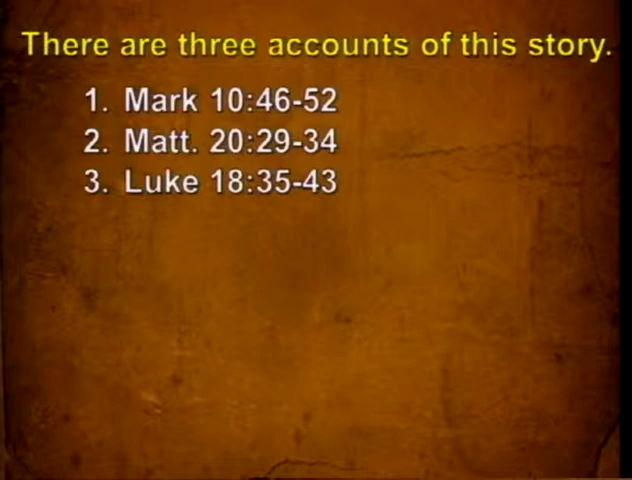 There are three accounts of this story.
1. Mark 10:46-52
2. Matt. 20:29-34
3. Luke 18:35-43